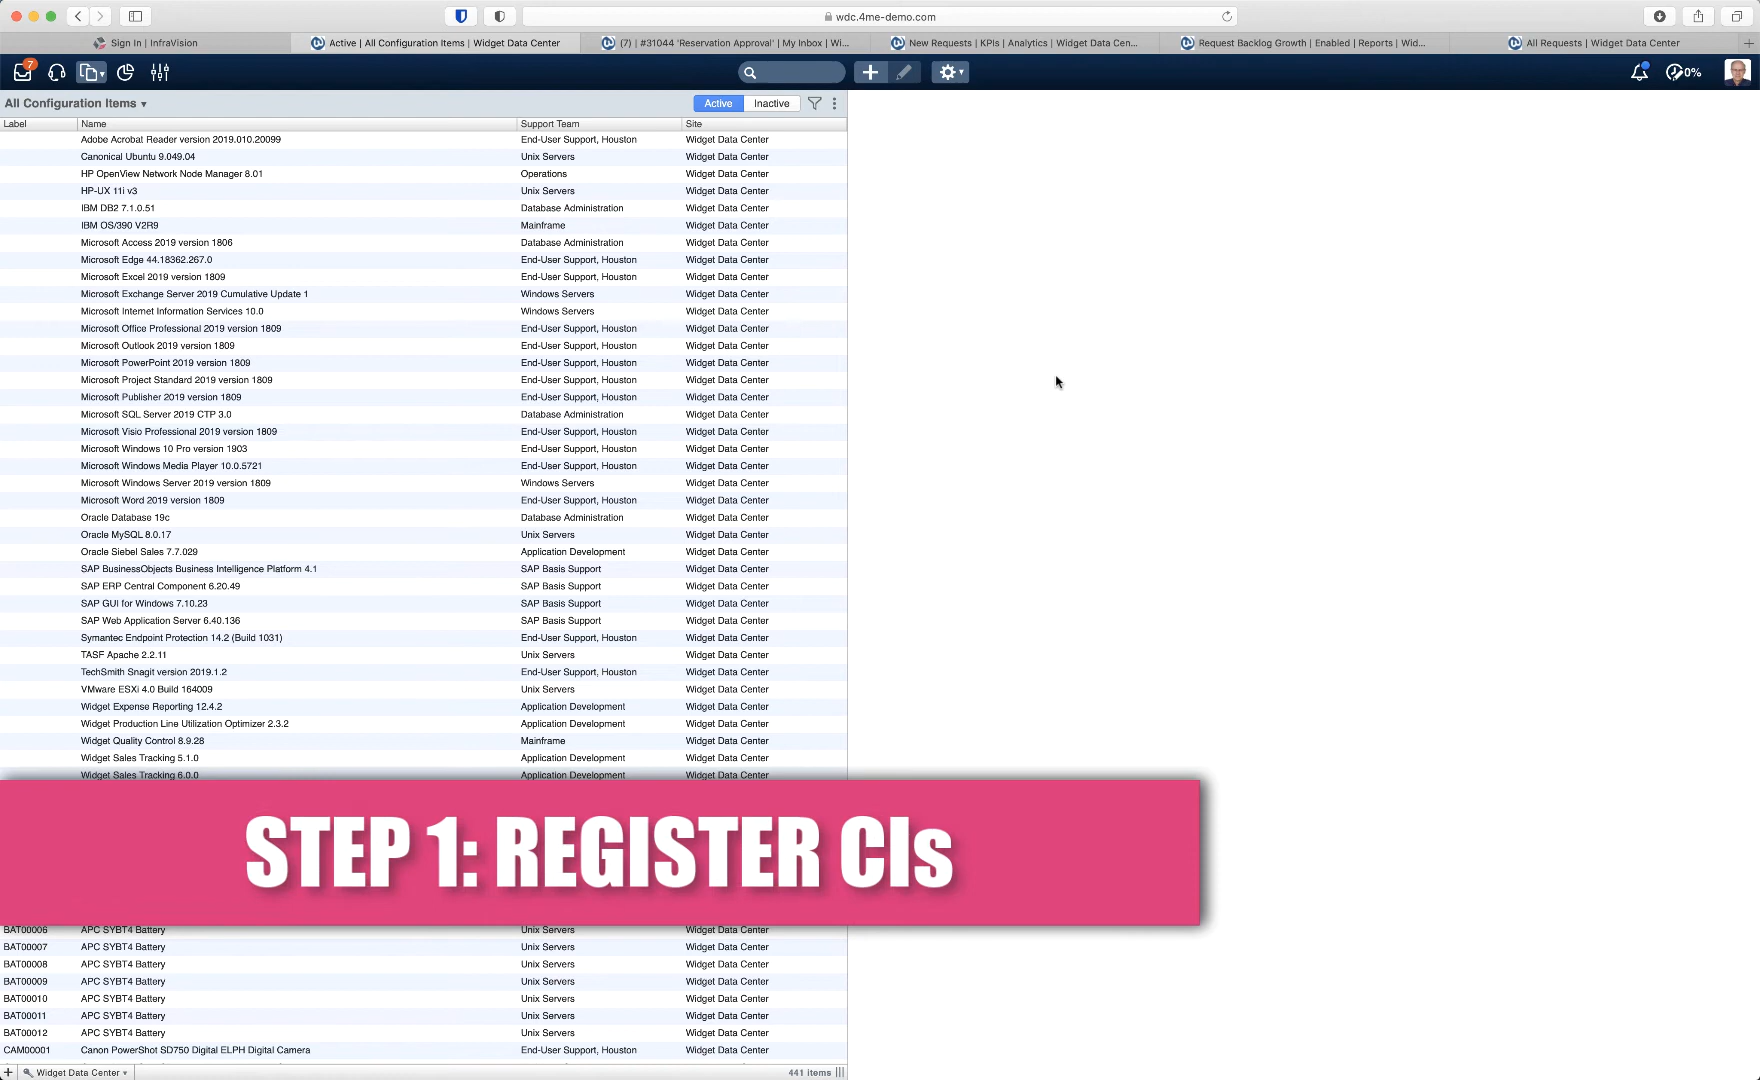 wdc.4me-demo.com
Sign In | InfraVision
Active | All Configuration Items | Widget Data Center
(7) | #31044 'Reservation Approval' | My Inbox | Wi...
New Requests | KPIs | Analytics | Widget Data Cen...
Request Backlog Growth | Enabled | Reports | Wid...
All Requests | Widget Data Center
7
0%
All Configuration Items
Active Inactive
Label Name Support Team Site
Adobe Acrobat Reader version 2019.010.20099 End-User Support, Houston Widget Data Center
Canonical Ubuntu 9.049.04 Unix Servers Widget Data Center
HP OpenView Network Node Manager 8.01 Operations Widget Data Center
HP-UX 11i v3 Unix Servers Widget Data Center
IBM DB2 7.1.0.51 Database Administration Widget Data Center
IBM OS/390 V2R9 Mainframe Widget Data Center
Microsoft Access 2019 version 1806 Database Administration Widget Data Center
Microsoft Edge 44.18362.267.0 End-User Support, Houston Widget Data Center
Microsoft Excel 2019 version 1809 End-User Support, Houston Widget Data Center
Microsoft Exchange Server 2019 Cumulative Update 1 Windows Servers Widget Data Center
Microsoft Internet Information Services 10.0 Windows Servers Widget Data Center
Microsoft Office Professional 2019 version 1809 End-User Support, Houston Widget Data Center
Microsoft Outlook 2019 version 1809 End-User Support, Houston Widget Data Center
Microsoft PowerPoint 2019 version 1809 End-User Support, Houston Widget Data Center
Microsoft Project Standard 2019 version 1809 End-User Support, Houston Widget Data Center
Microsoft Publisher 2019 version 1809 End-User Support, Houston Widget Data Center
Microsoft SQL Server 2019 CTP 3.0 Database Administration Widget Data Center
Microsoft Visio Professional 2019 version 1809 End-User Support, Houston Widget Data Center
Microsoft Windows 10 Pro version 1903 End-User Support, Houston Widget Data Center
Microsoft Windows Media Player 10.0.5721 End-User Support, Houston Widget Data Center
Microsoft Windows Server 2019 version 1809 Windows Servers Widget Data Center
Microsoft Word 2019 version 1809 End-User Support, Houston Widget Data Center
Oracle Database 19c Database Administration Widget Data Center
Oracle MySQL 8.0.17 Unix Servers Widget Data Center
Oracle Siebel Sales 7.7.029 Application Development Widget Data Center
SAP BusinessObjects Business Intelligence Platform 4.1 SAP Basis Support Widget Data Center
SAP ERP Central Component 6.20.49 SAP Basis Support Widget Data Center
SAP GUI for Windows 7.10.23 SAP Basis Support Widget Data Center
SAP Web Application Server 6.40.136 SAP Basis Support Widget Data Center
Symantec Endpoint Protection 14.2 (Build 1031) End-User Support, Houston Widget Data Center
TASF Apache 2.2.11 Unix Servers Widget Data Center
TechSmith Snagit version 2019.1.2 End-User Support, Houston Widget Data Center
VMware ESXi 4.0 Build 164009 Unix Servers Widget Data Center
Widget Expense Reporting 12.4.2 Application Development Widget Data Center
Widget Production Line Utilization Optimizer 2.3.2 Application Development Widget Data Center
Widget Quality Control 8.9.28 Mainframe Widget Data Center
Widget Sales Tracking 5.1.0 Application Development Widget Data Center
Widget Sales Tracking 6.0.0 Application Development Widget Data Center
STEP 1: REGISTER CIs
BAT00006 APC SYBT4 Battery Unix Servers Widget Data Center
BAT00007 APC SYBT4 Battery Unix Servers Widget Data Center
BAT00008 APC SYBT4 Battery Unix Servers Widget Data Center
BAT00009 APC SYBT4 Battery Unix Servers Widget Data Center
BAT00010 APC SYBT4 Battery Unix Servers Widget Data Center
BAT00011 APC SYBT4 Battery Unix Servers Widget Data Center
BAT00012 APC SYBT4 Battery Unix Servers Widget Data Center
CAM00001 Canon PowerShot SD750 Digital ELPH Digital Camera End-User Support, Houston Widget Data Center
Widget Data Center 441 items